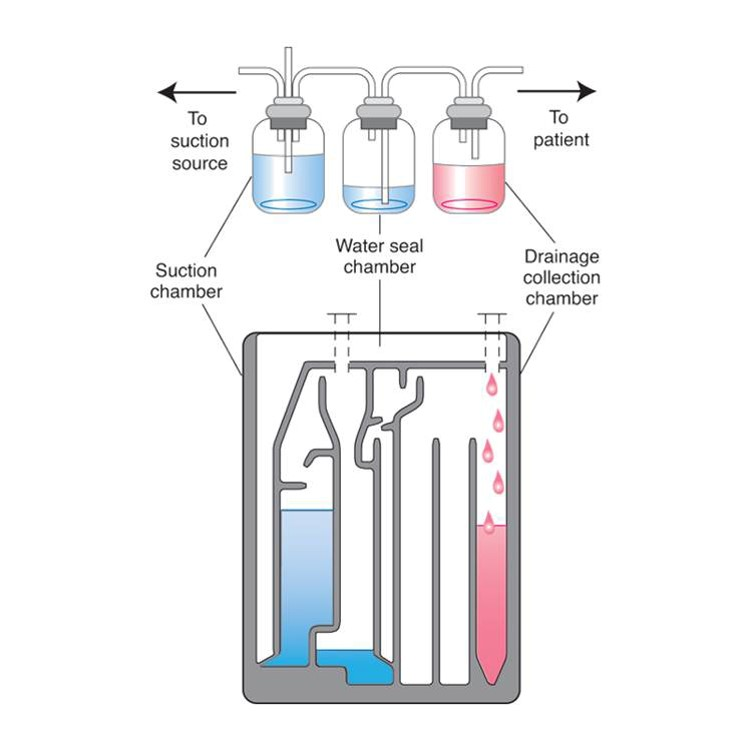 To
suction
source
To
patient
Water seal
chamber
Suction
chamber
Drainage
collection
chamber